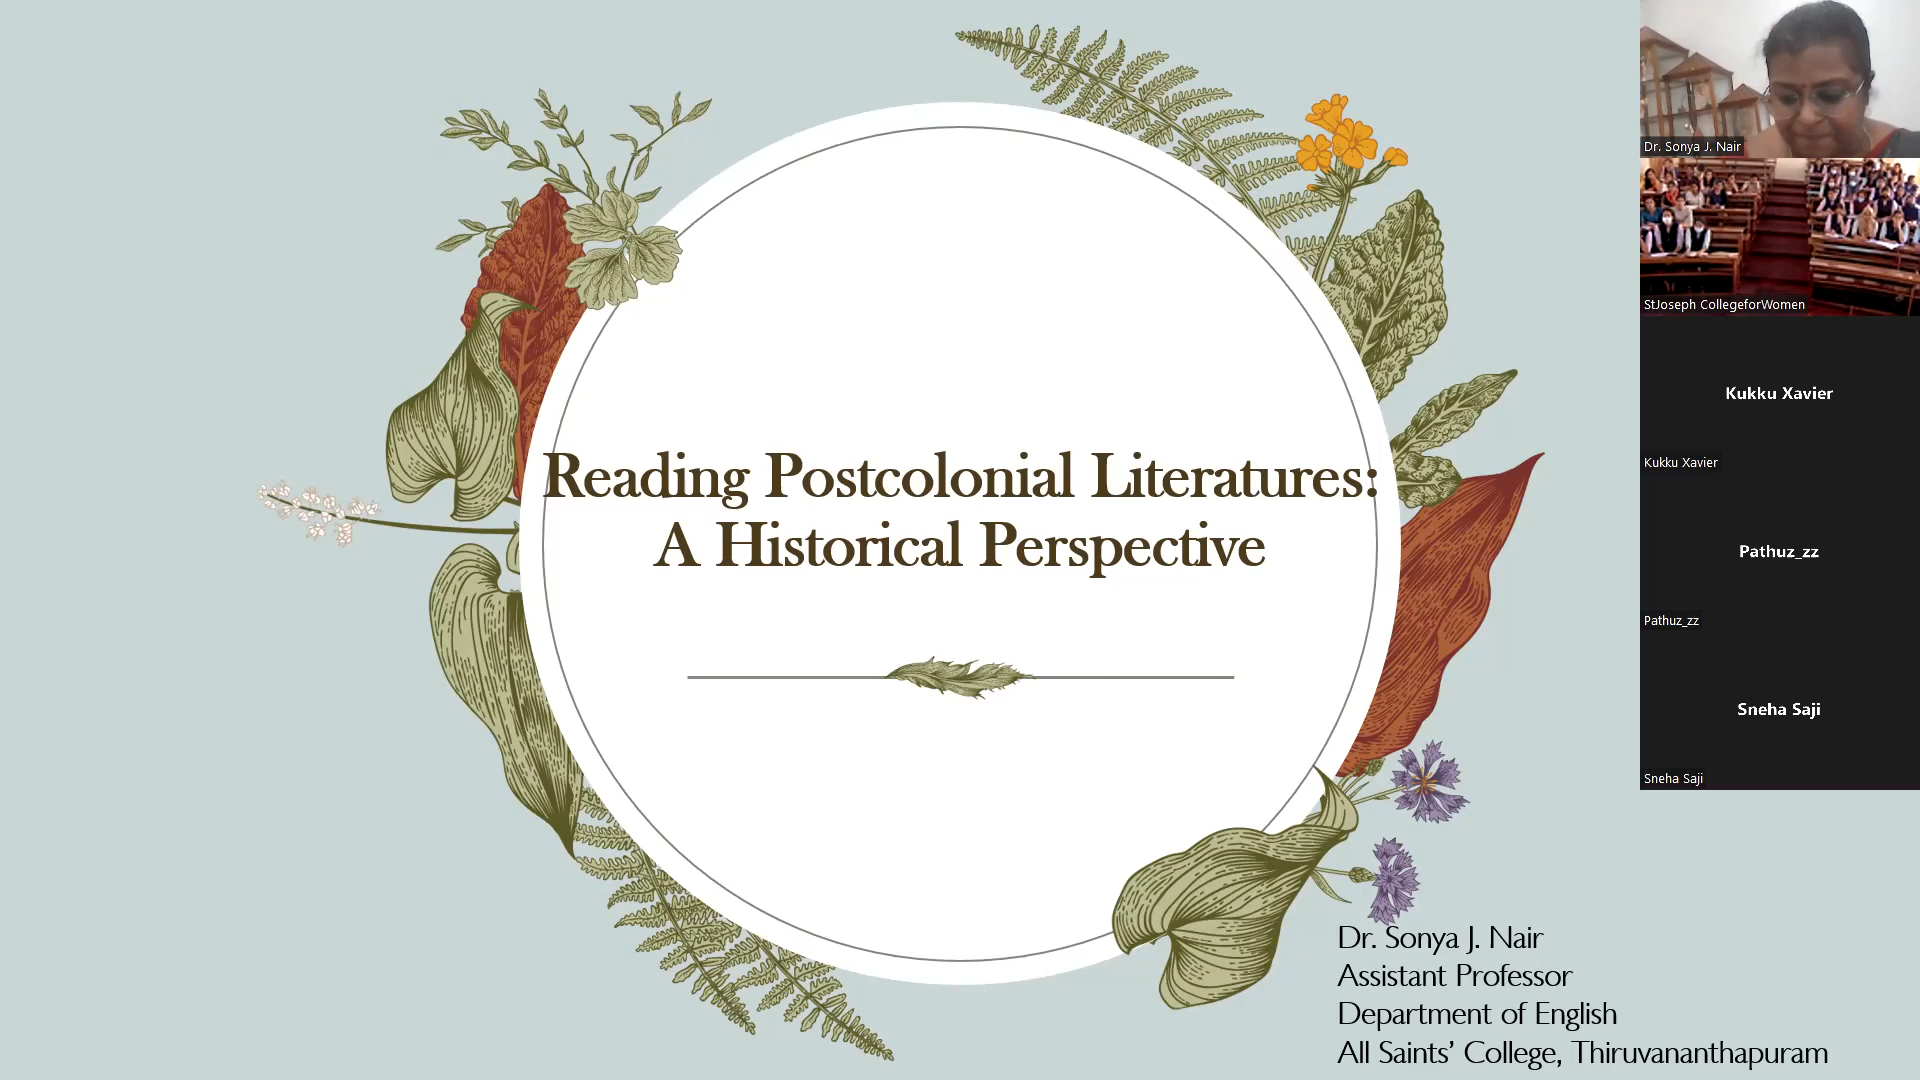 Reading Postcolonial Literatures:
A Historical Perspective
Dr. Sonya J. Nair
Assistant Professor
Department of English
All Saints’ College, Thiruvananthapuram
Dr. Sonya J. Nair
StJoseph CollegeforWomen
Kukku Xavier
Kukku Xavier
Pathuz_zz
Pathuz_zz
Sneha Saji
Sneha Saji